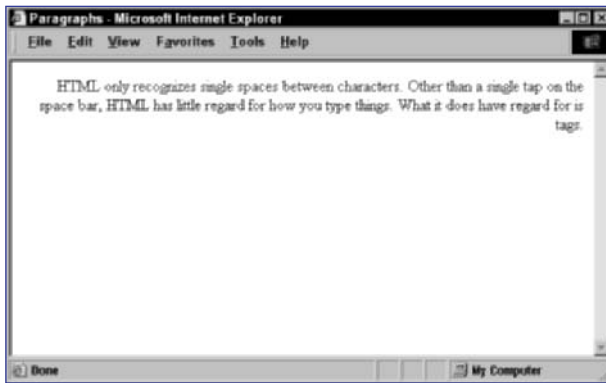 Paragraphs - Microsoft Internet Explorer
File Edit View Favorites Tools Help
HTML only recognizes single spaces between characters. Other than a single tap on the
space bar, HTML has little regard for how you type things. What it does have regard for is
tags.
Done My Computer